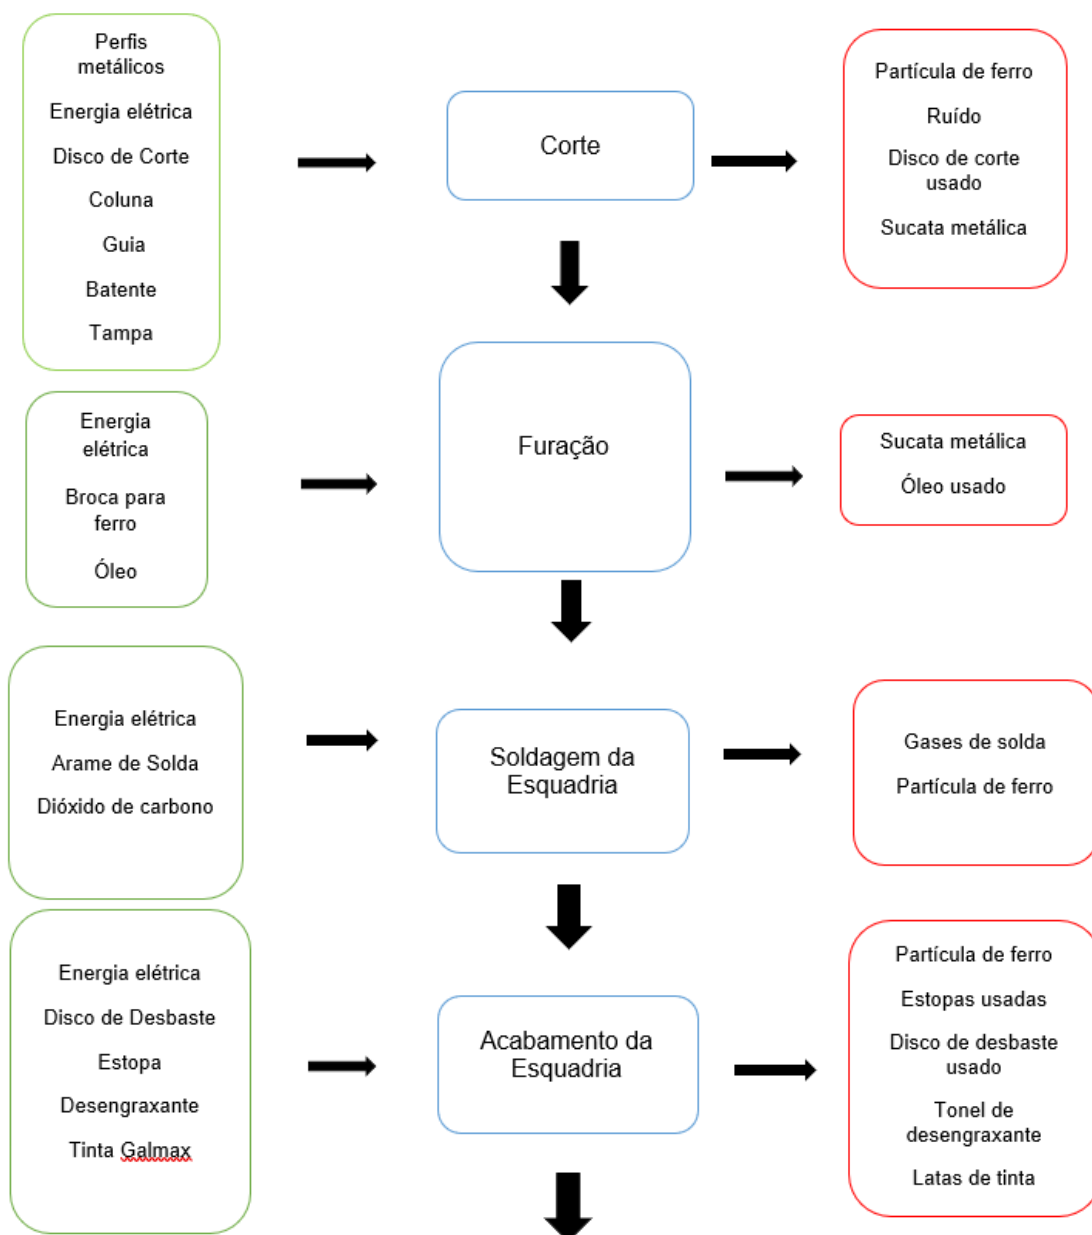 Perfis
metálicos
Energia elétrica
Disco de Corte
Coluna
Guia
Batente
Tampa
Corte
Partícula de ferro
Ruído
Disco de corte
usado
Sucata metálica
Energia
elétrica
Broca para
ferro
Óleo
Furação
Sucata metálica
Óleo usado
Energia elétrica
Arame de Solda
Dióxido de carbono
Soldagem da
Esquadria
Gases de solda
Partícula de ferro
Energia elétrica
Disco de Desbaste
Estopa
Desengraxante
Tinta Galmax
Acabamento da
Esquadria
Partícula de ferro
Estopas usadas
Disco de desbaste
usado
Tonel de
desengraxante
Latas de tinta